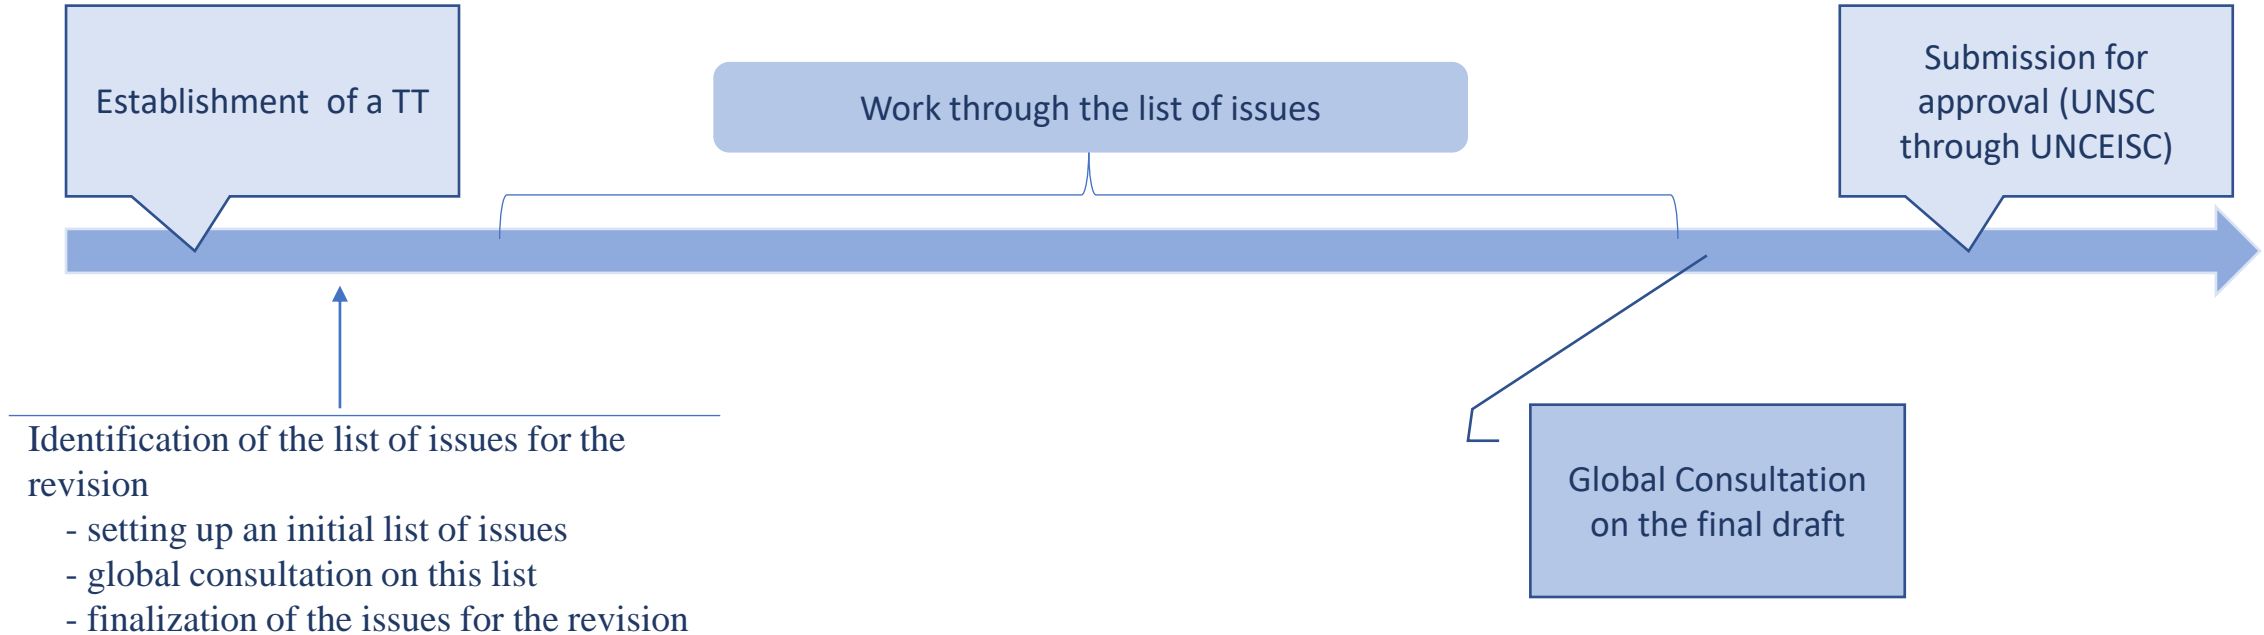 Establishment  of a TT
Work through the list of issues
Submission for
approval (UNSC
through UNCEISC)
Identification of the list of issues for the
revision
- setting up an initial list of issues
- global consultation on this list
- finalization of the issues for the revision
Global Consultation
on the final draft